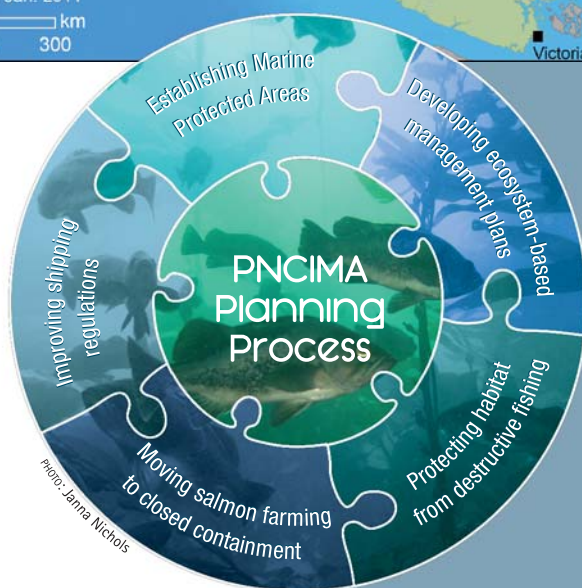 km
300
Victoria
Establishing Marine
Protected Areas
Developing ecosystem-based
management plans
Improving shipping
regulations
PNCIMA
Planning
Process
Protecting habitat
from destructive fishing
Moving salmon farming
to closed containment
PHOTO: Janna Nichols